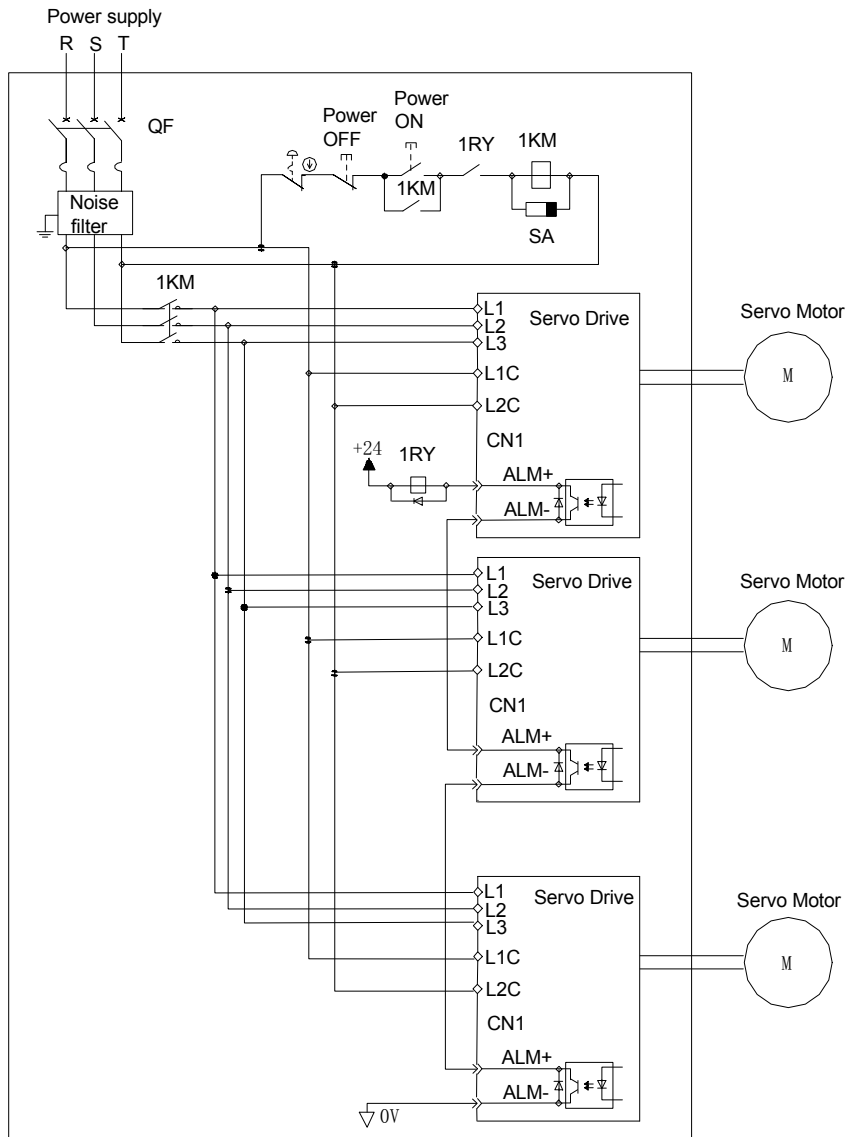 Power supply
R S T
QF
Power
OFF
Power
ON
1RY
1KM
1KM
SA
Noise
filter
1KM
L1
L2
L3
L1C
L2C
CN1
ALM+
ALM-
Servo Drive
Servo Motor
M
+24
1RY
L1
L2
L3
L1C
L2C
CN1
ALM+
ALM-
Servo Drive
Servo Motor
M
L1
L2
L3
L1C
L2C
CN1
ALM+
ALM-
Servo Drive
Servo Motor
M
0V